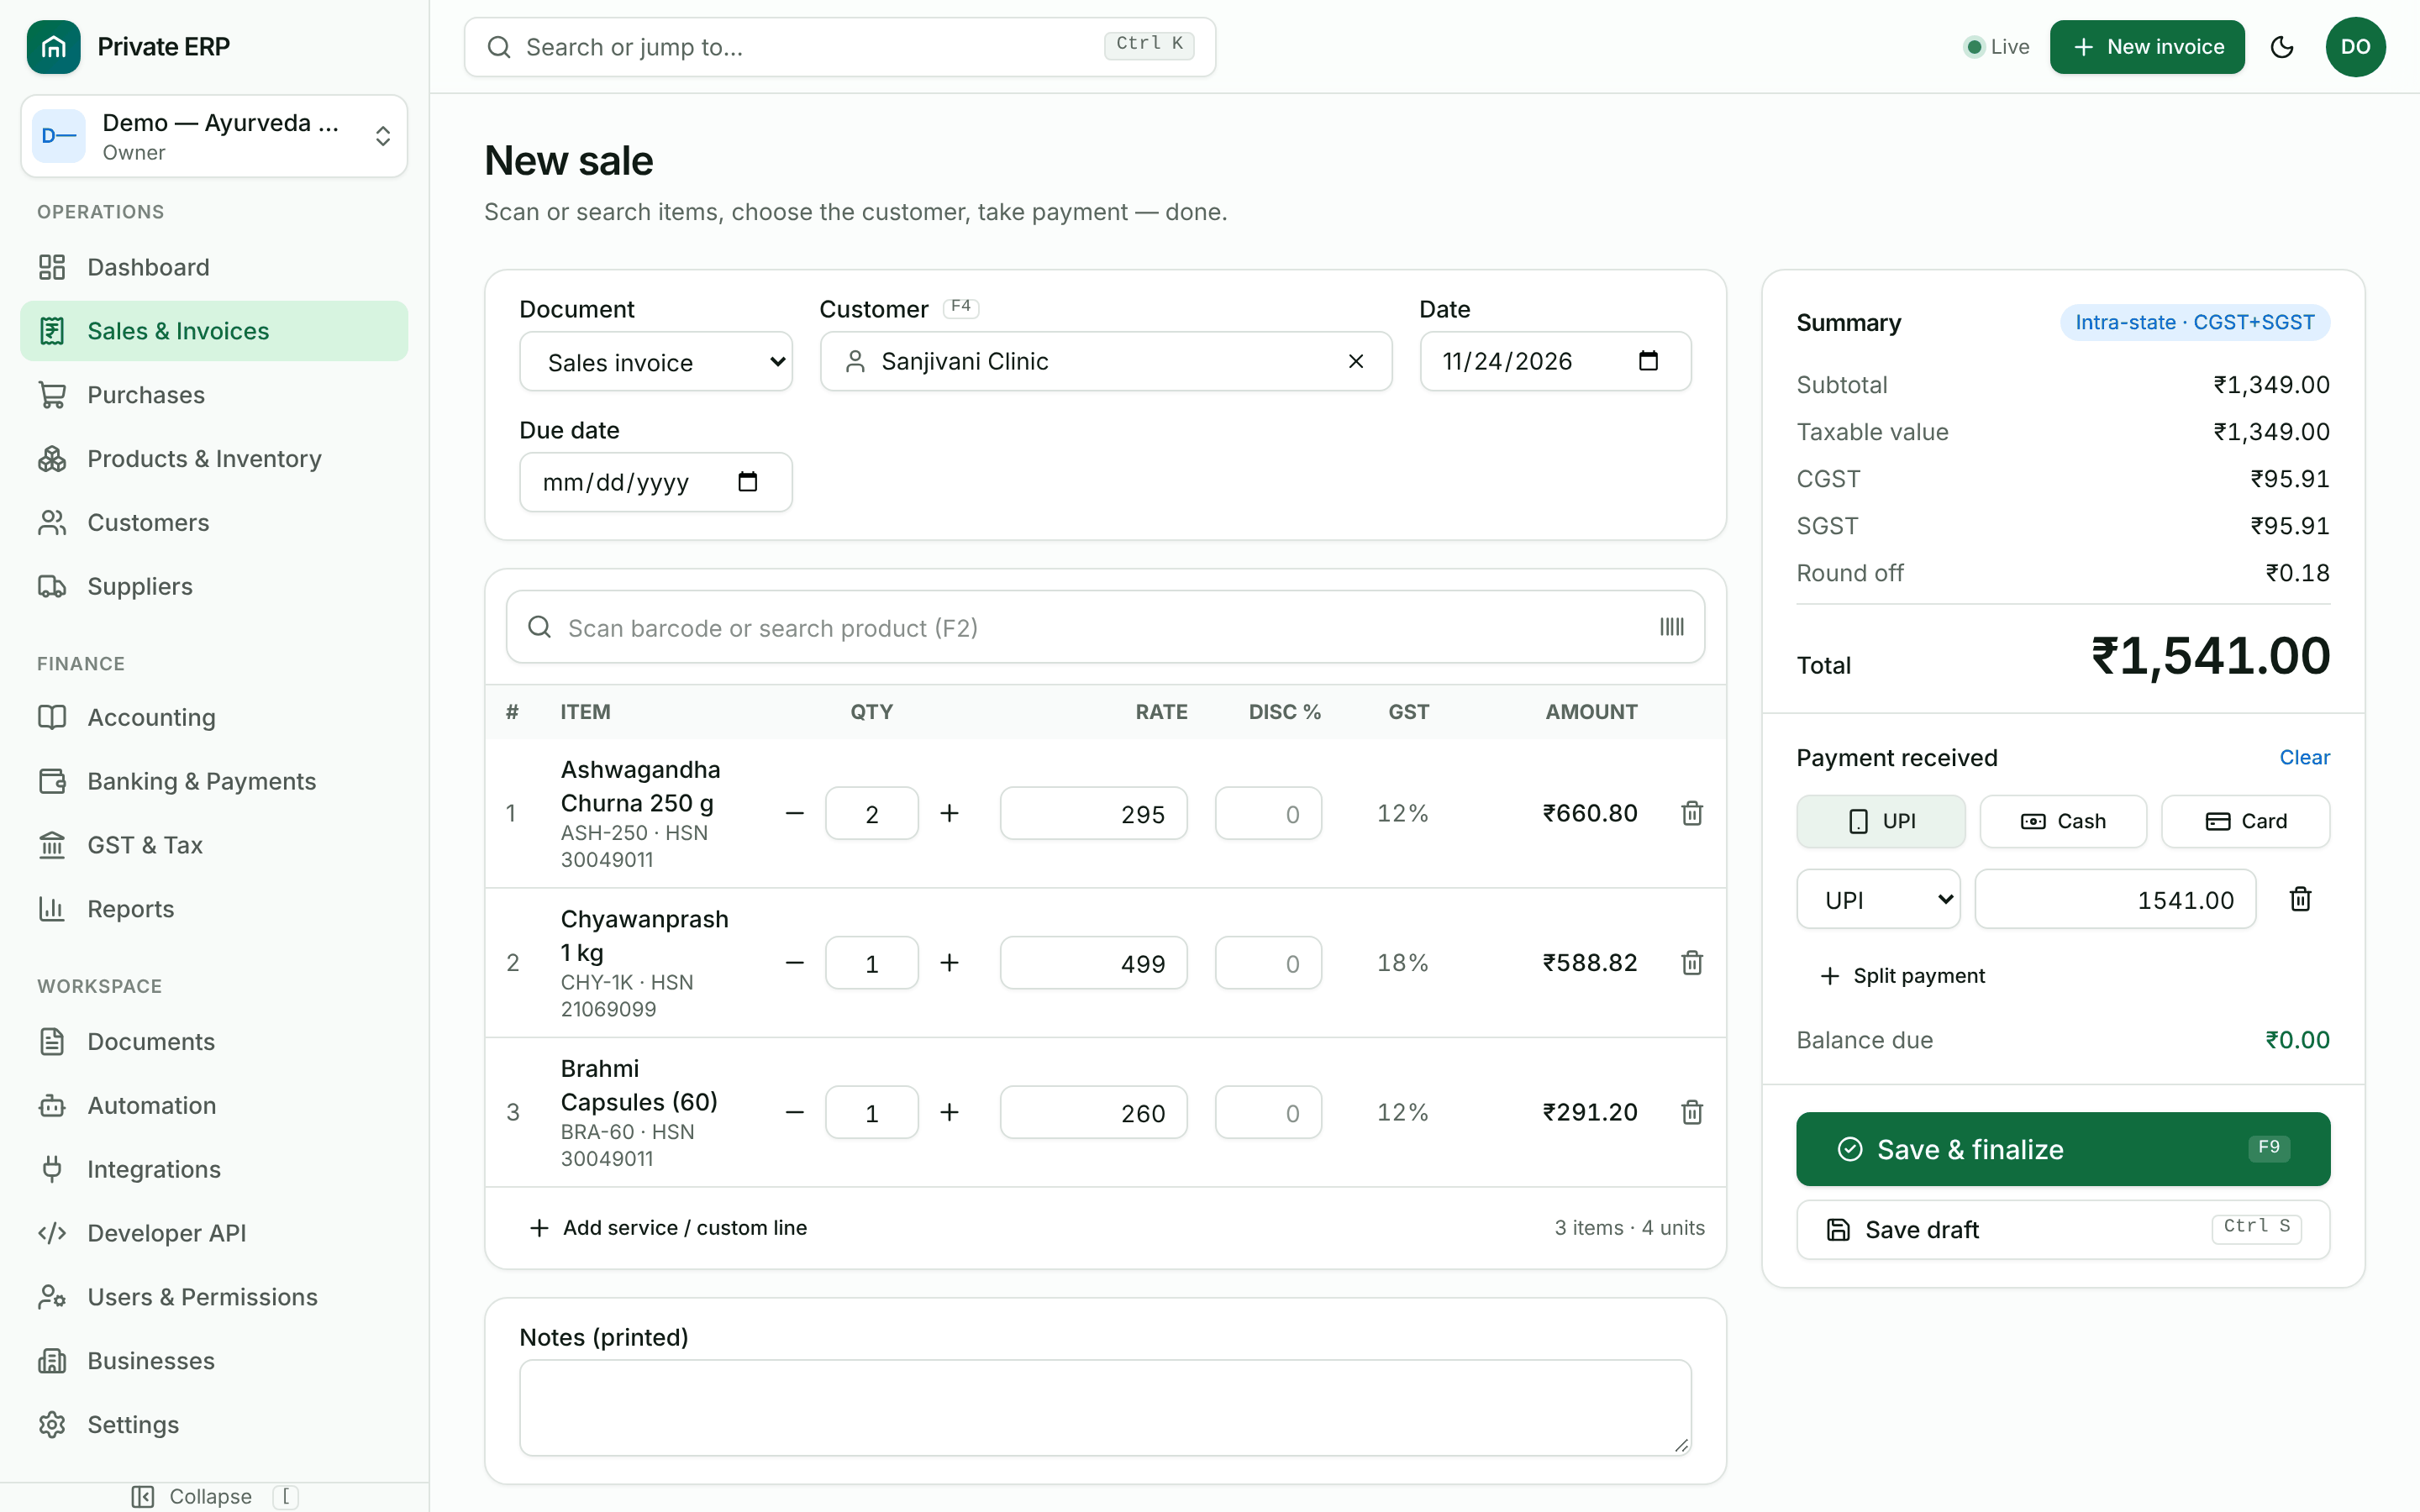 Private ERP
D—
Demo — Ayurveda ...
Owner
OPERATIONS
Dashboard
Sales & Invoices
Purchases
Products & Inventory
Customers
Suppliers
FINANCE
Accounting
Banking & Payments
GST & Tax
Reports
WORKSPACE
Documents
Automation
Integrations
Developer API
Users & Permissions
Businesses
Settings
Collapse [
Search or jump to... Ctrl K
Live
New invoice
DO
New sale
Scan or search items, choose the customer, take payment — done.
Document
Sales invoice
Customer F4
Sanjivani Clinic
Date
11/24/2026
Due date
mm/dd/yyyy
Scan barcode or search product (F2)
# ITEM QTY RATE DISC % GST AMOUNT
1
Ashwagandha
Churna 250 g
ASH-250 · HSN
30049011
2 295 0 12% ₹660.80
2
Chyawanprash
1 kg
CHY-1K · HSN
21069099
1 499 0 18% ₹588.82
3
Brahmi
Capsules (60)
BRA-60 · HSN
30049011
1 260 0 12% ₹291.20
Add service / custom line
3 items · 4 units
Notes (printed)
Summary
Intra-state · CGST+SGST
Subtotal ₹1,349.00
Taxable value ₹1,349.00
CGST ₹95.91
SGST ₹95.91
Round off ₹0.18
Total ₹1,541.00
Payment received Clear
UPI Cash Card
UPI 1541.00
Split payment
Balance due ₹0.00
Save & finalize F9
Save draft Ctrl S